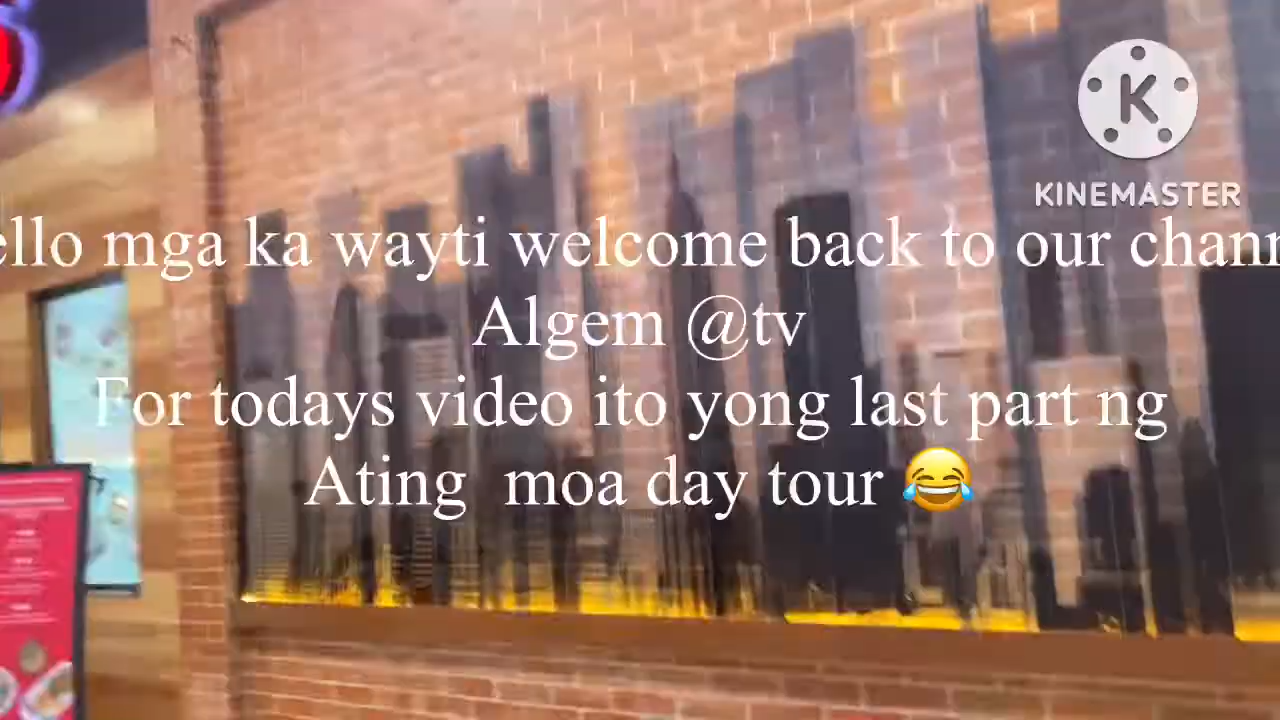 KINEMASTER
ello mga ka wayti welcome back to our chann
Algem @tv
For todays video ito yong last part ng
Ating moa day tour 😂